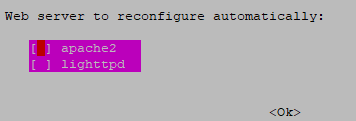 Web server to reconfigure automatically:
[ ] apache2
[ ] lighttpd
<Ok>